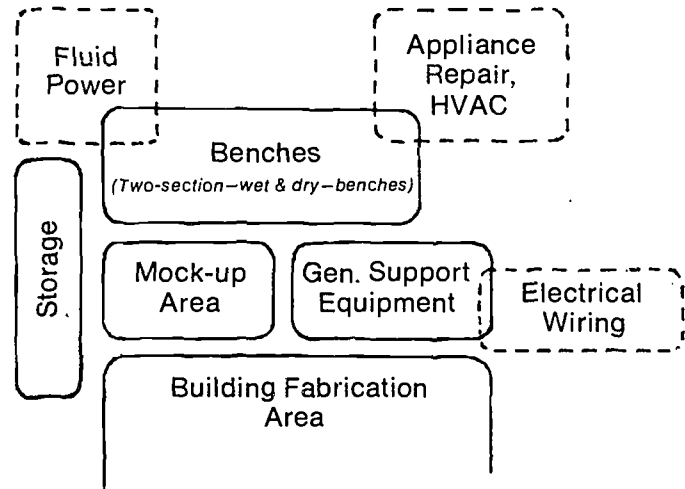 Fluid
Power
Appliance
Repair,
HVAC
Benches
(Two-section—wet & dry—benches)
Storage
Mock-up
Area
Gen. Support
Equipment
Electrical
Wiring
Building Fabrication
Area